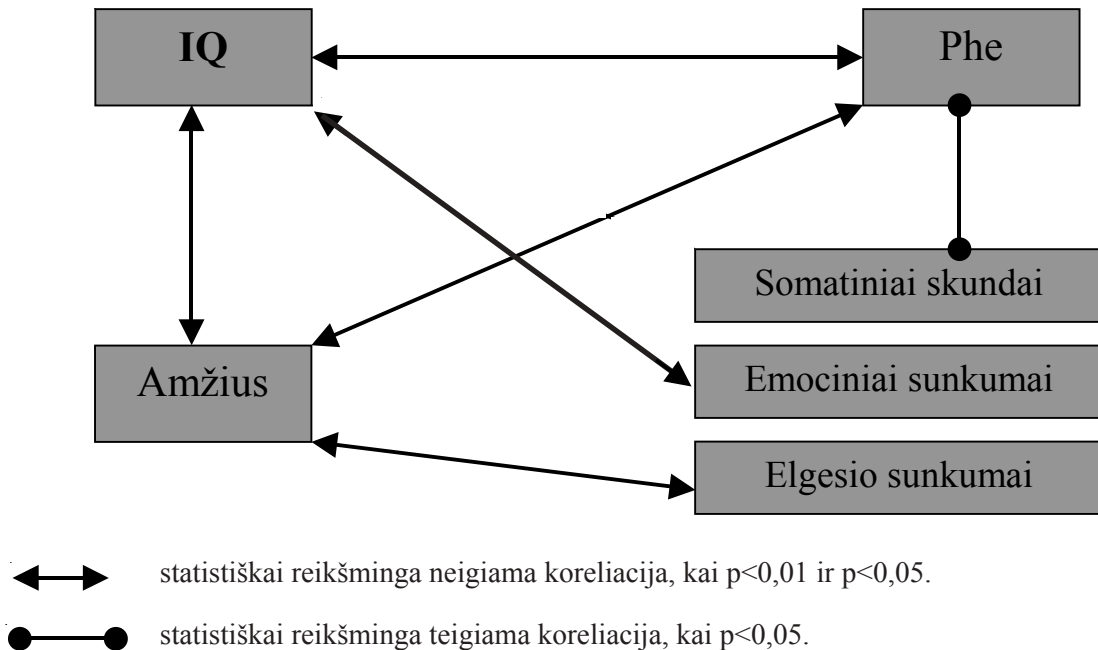 IQ
Phe
Somatiniai skundai
Amžius
Emociniai sunkumai
Elgesio sunkumai
statistiškai reikšminga neigiama koreliacija, kai p<0,01 ir p<0,05.
statistiškai reikšminga teigiama koreliacija, kai p<0,05.